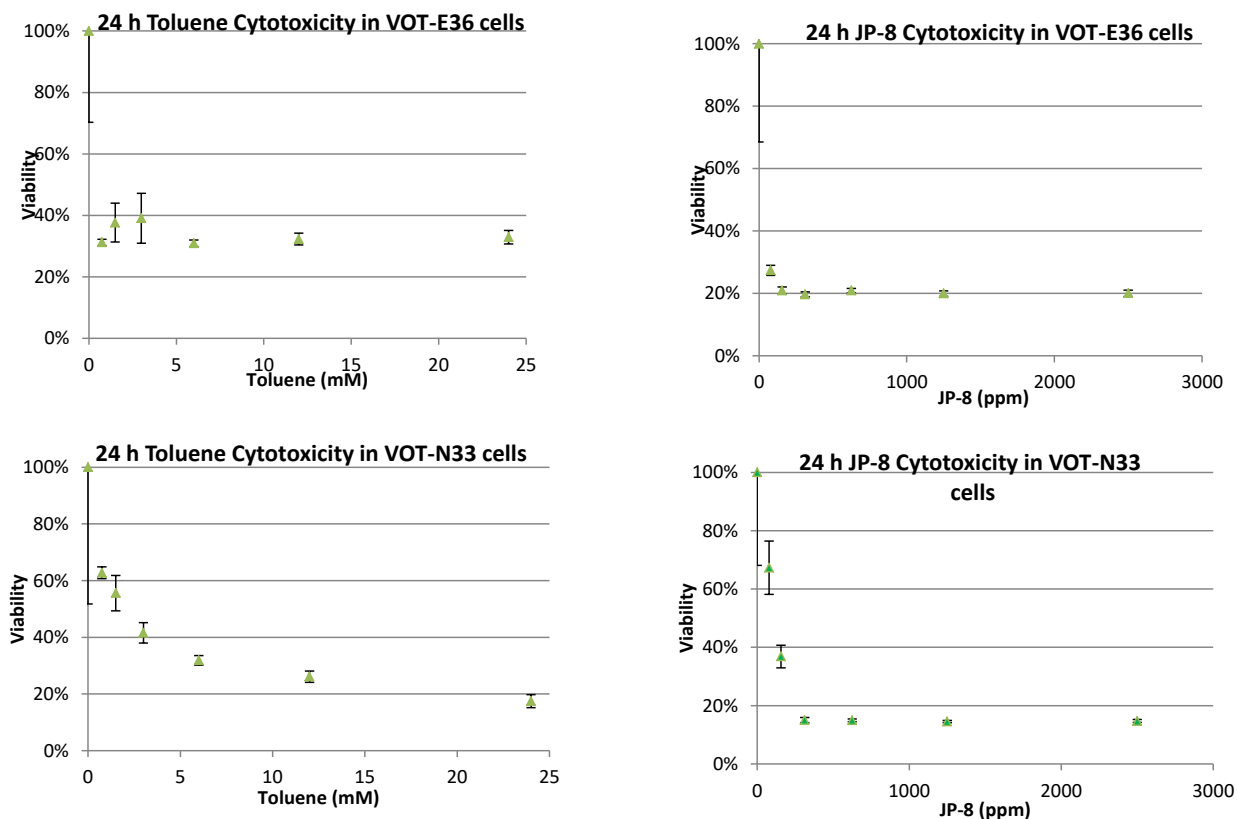 24 h Toluene Cytotoxicity in VOT-E36 cells
100%
80%
60%
40%
20%
0%
Viability
0 5 10 15 20 25
Toluene (mM)
24 h JP-8 Cytotoxicity in VOT-E36 cells
100%
80%
60%
40%
20%
0%
Viability
0 1000 2000 3000
JP-8 (ppm)
24 h Toluene Cytotoxicity in VOT-N33 cells
100%
80%
60%
40%
20%
0%
Viability
0 5 10 15 20 25
Toluene (mM)
24 h JP-8 Cytotoxicity in VOT-N33
cells
100%
80%
60%
40%
20%
0%
Viability
0 1000 2000 3000
JP-8 (ppm)